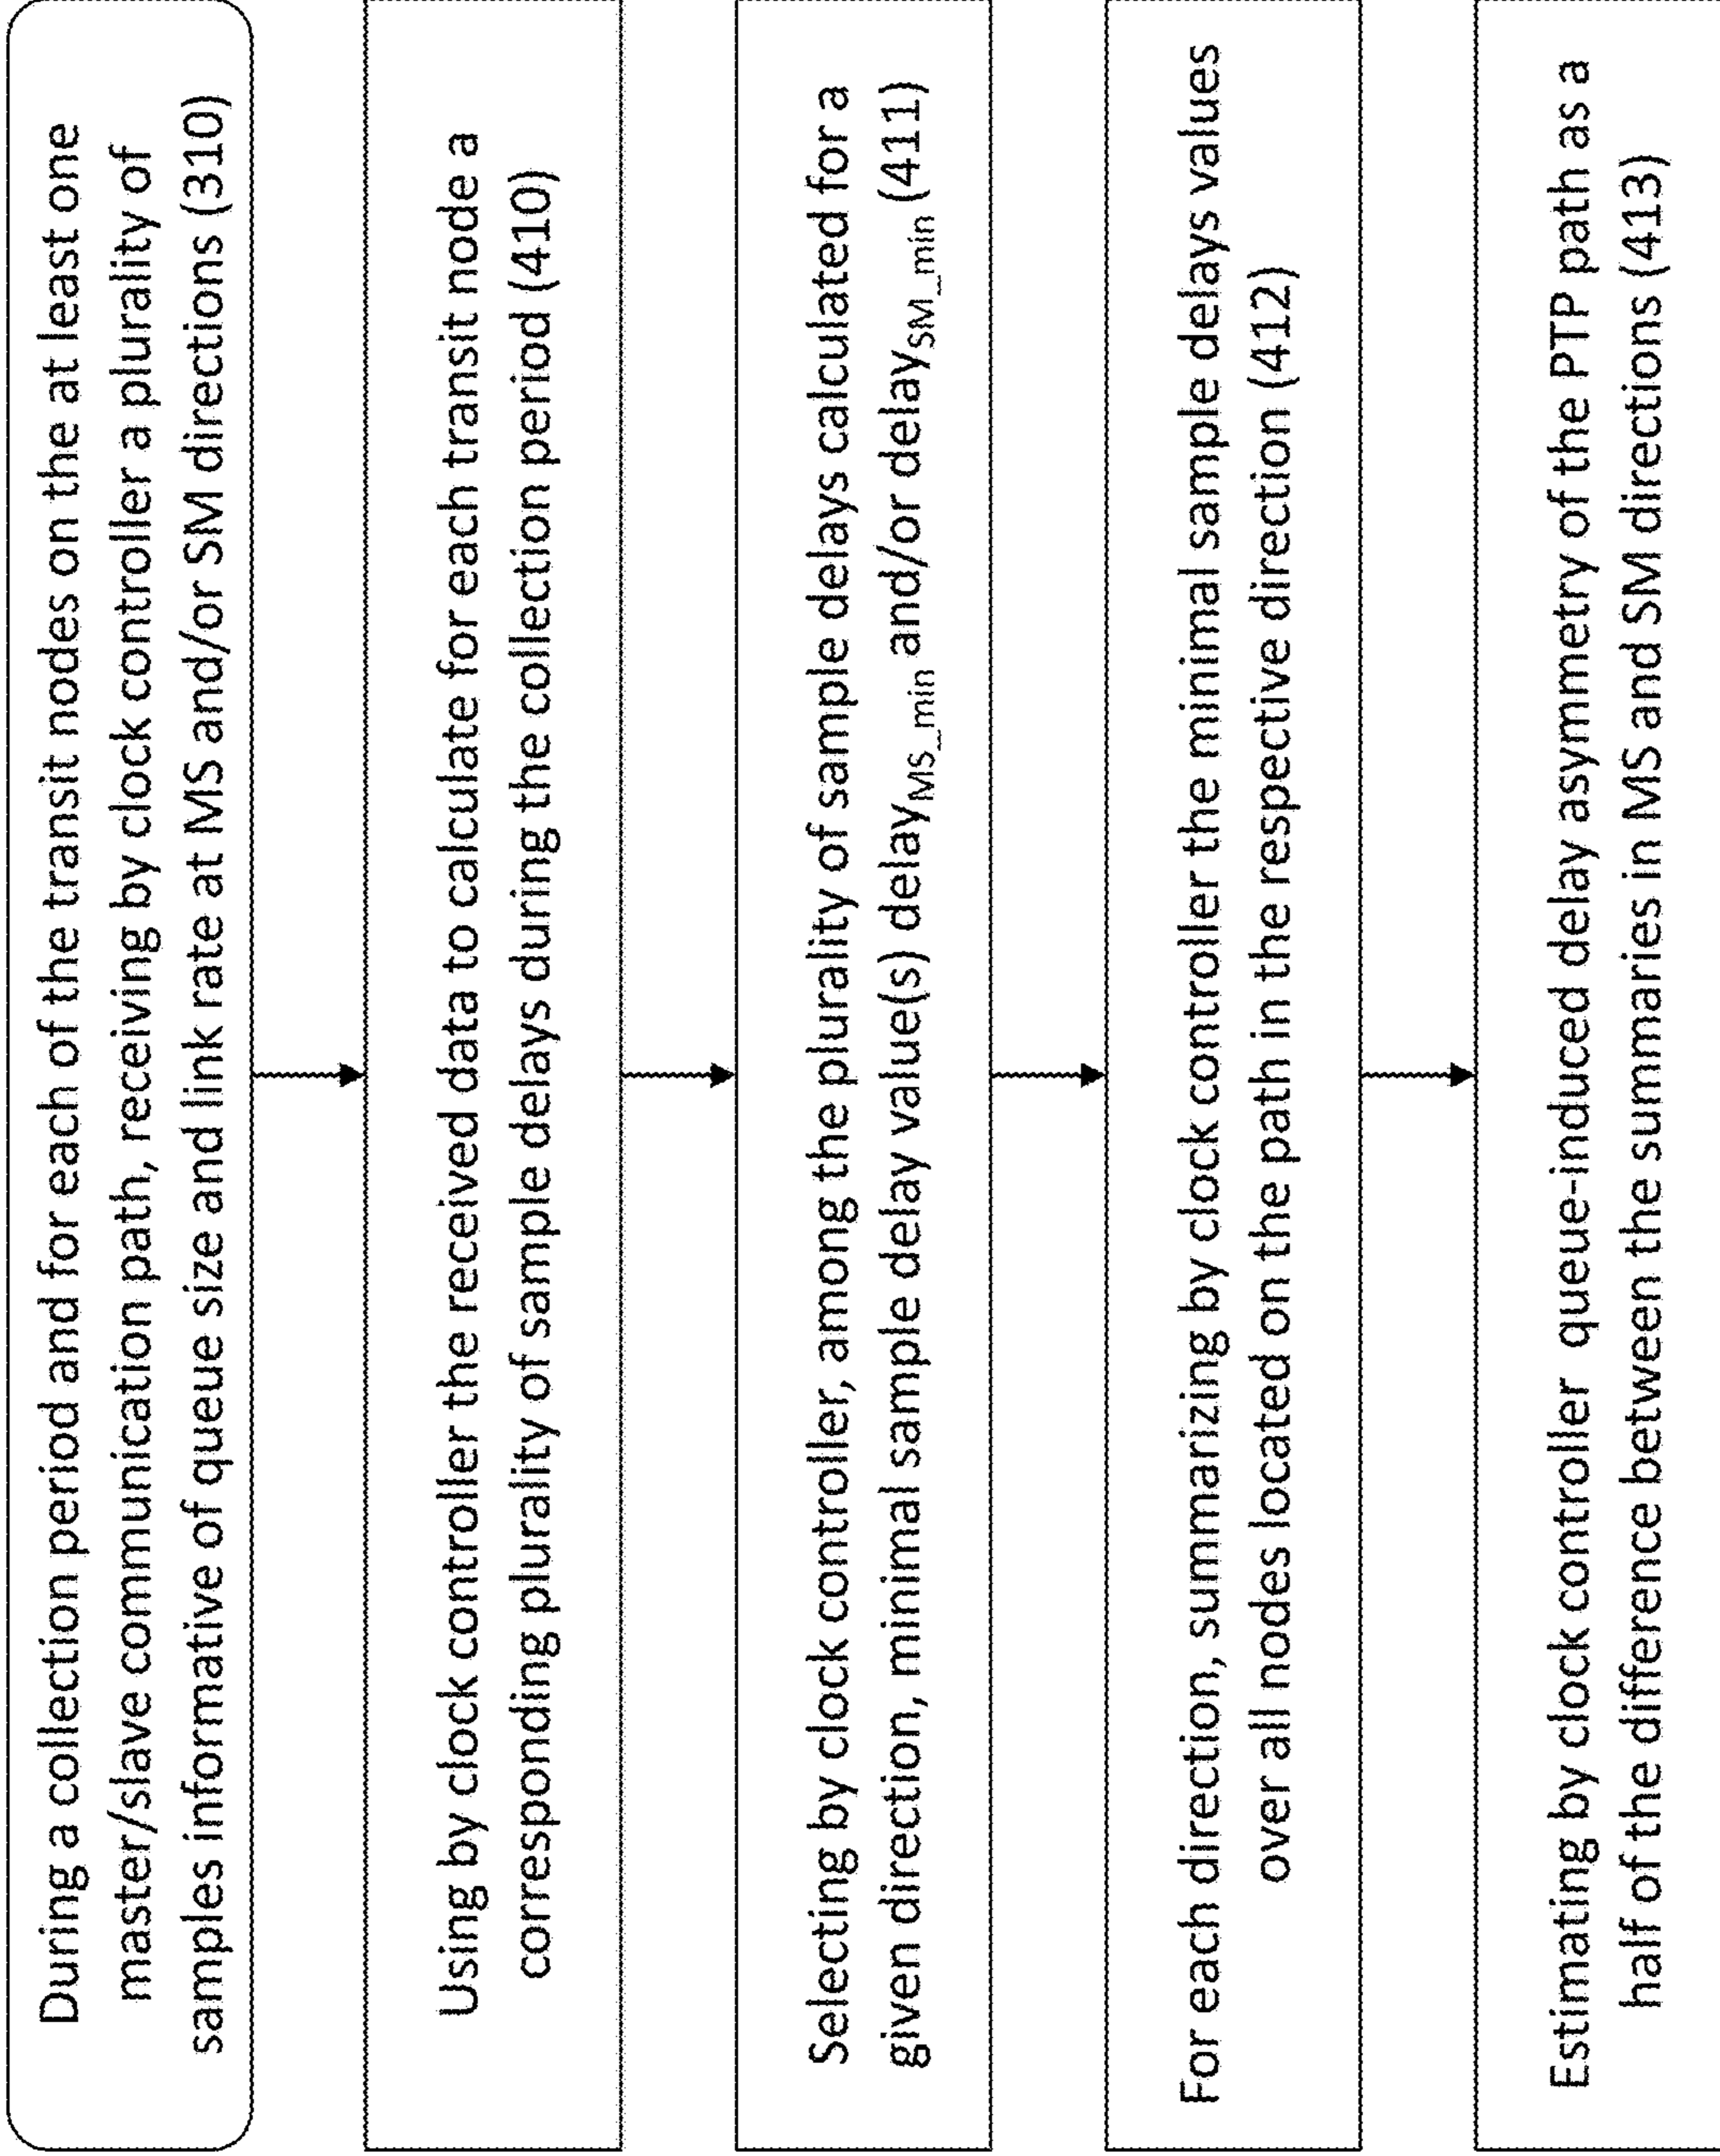 During a collection period and for each of the transit nodes on the at least one
master/slave communication path, receiving by clock controller a plurality of
samples informative of queue size and link rate at MS and/or SM directions (310)
Using by clock controller the received data to calculate for each transit node a
corresponding plurality of sample delays during the collection period (410)
Selecting by clock controller, among the plurality of sample delays calculated for a
given direction, minimal sample delay value(s) delayMS_min and/or delaySM_min (411)
For each direction, summarizing by clock controller the minimal sample delays values
over all nodes located on the path in the respective direction (412)
Estimating by clock controller queue-induced delay asymmetry of the PTP path as a
half of the difference between the summaries in MS and SM directions (413)